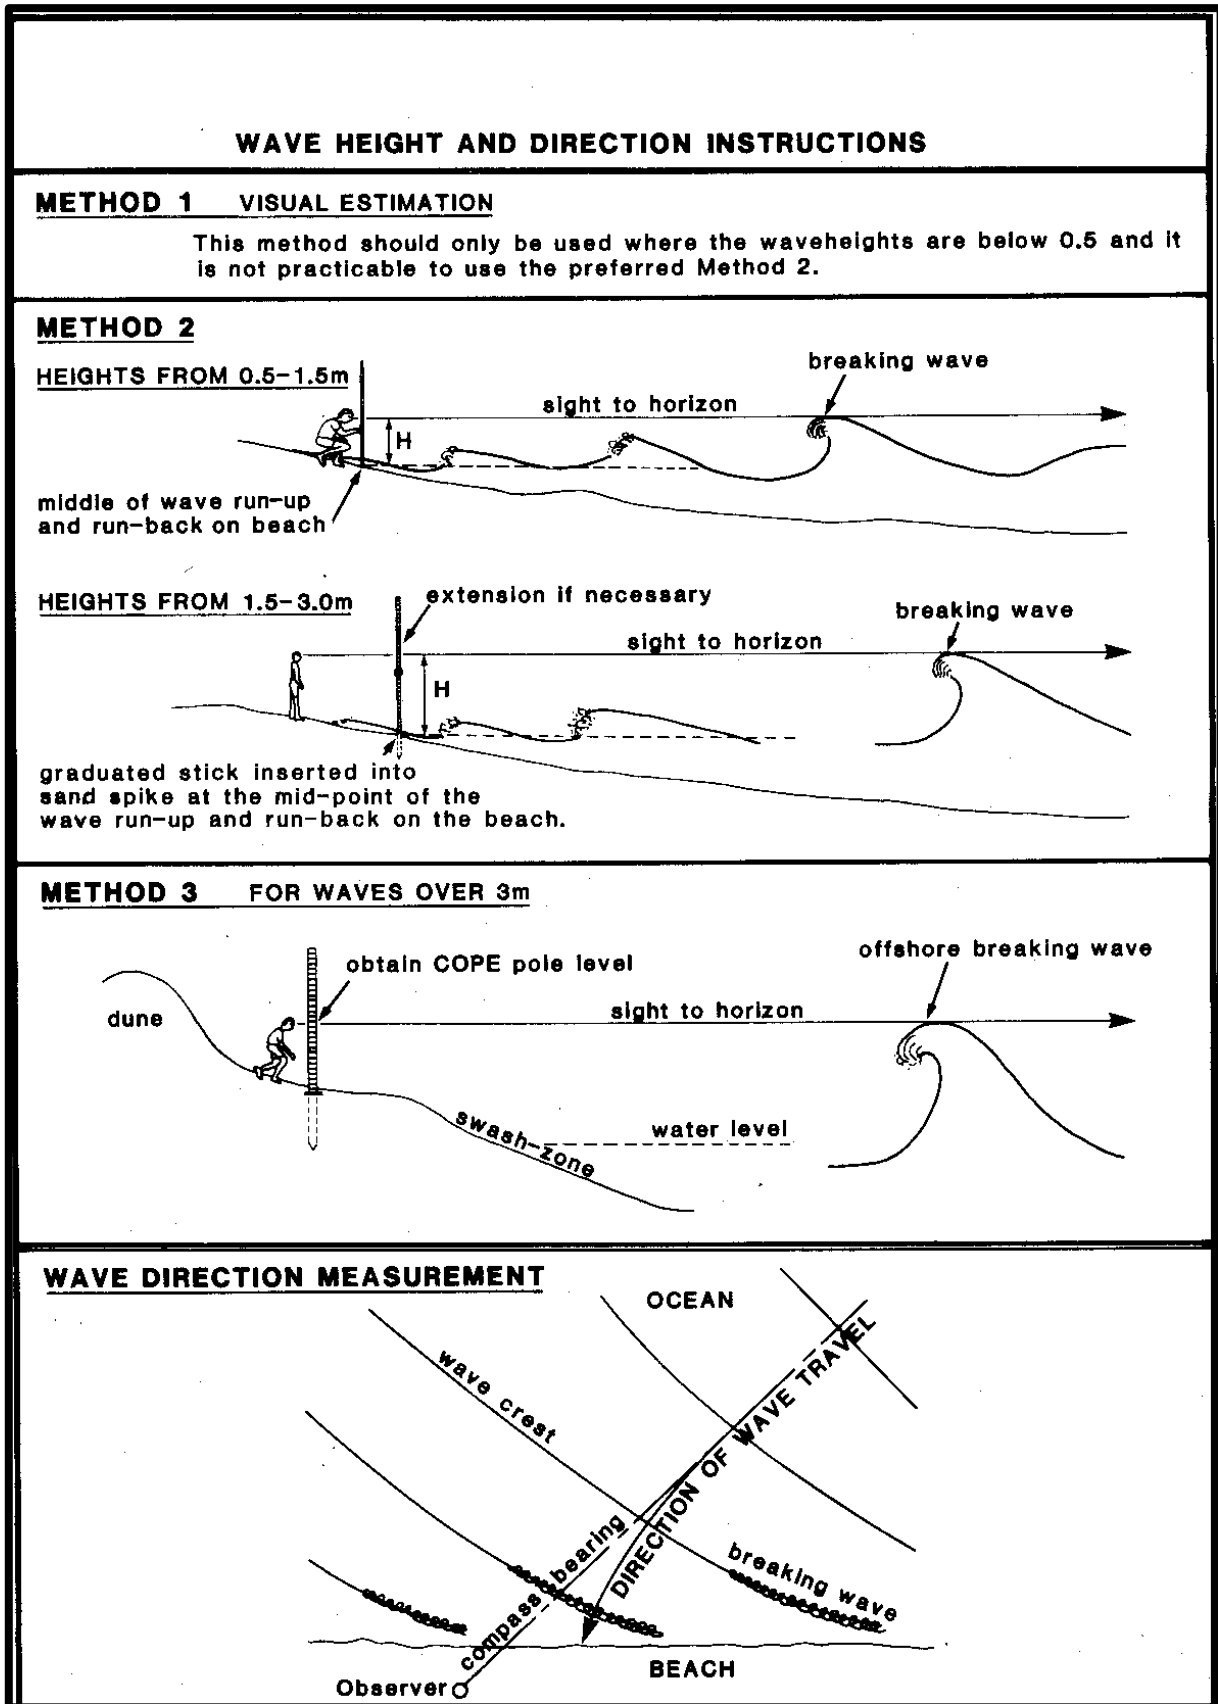 WAVE HEIGHT AND DIRECTION INSTRUCTIONS
METHOD 1 VISUAL ESTIMATION
This method should only be used where the waveheights are below 0.5 and it
is not practicable to use the preferred Method 2.
METHOD 2
HEIGHTS FROM 0.5-1.5m
breaking wave
sight to horizon
H
middle of wave run-up
and run-back on beach
HEIGHTS FROM 1.5-3.0m
extension if necessary
breaking wave
sight to horizon
H
graduated stick inserted into
sand spike at the mid-point of the
wave run-up and run-back on the beach.
METHOD 3 FOR WAVES OVER 3m
offshore breaking wave
obtain COPE pole level
sight to horizon
dune
swash-zone
water level
WAVE DIRECTION MEASUREMENT
OCEAN
wave crest
DIRECTION OF WAVE TRAVEL
compass bearing
breaking wave
BEACH
Observer